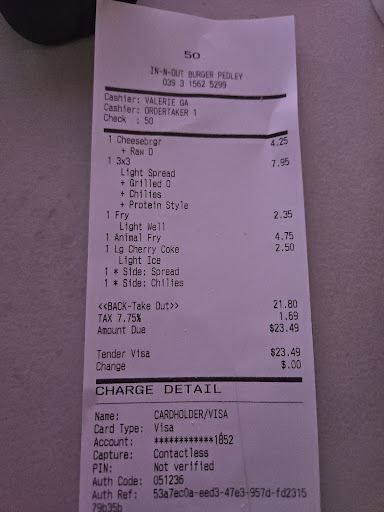 50
IN-N-OUT BURGER PEDLEY
039 3 1562 5299
Cashier: VALERIE GA
Cashier: ORDERTAKER 1
Check : 50
1 Cheesebrgr 4.25
+ Raw O
1 3x3 7.95
Light Spread
+ Grilled O
+ Chilies
+ Protein Style
1 Fry 2.35
Light Well
1 Animal Fry 4.75
1 Lg Cherry Coke 2.50
Light Ice
1 * Side: Spread
1 * Side: Chilies
<<BACK-Take Out>> 21.80
TAX 7.75% 1.69
Amount Due $23.49
Tender Visa $23.49
Change $.00
CHARGE DETAIL
Name: CARDHOLDER/VISA
Card Type: Visa
Account: ************1852
Capture: Contactless
PIN: Not verified
Auth Code: 051236
Auth Ref: 53a7ec0a-eed3-47e3-957d-fd2315
79b35b